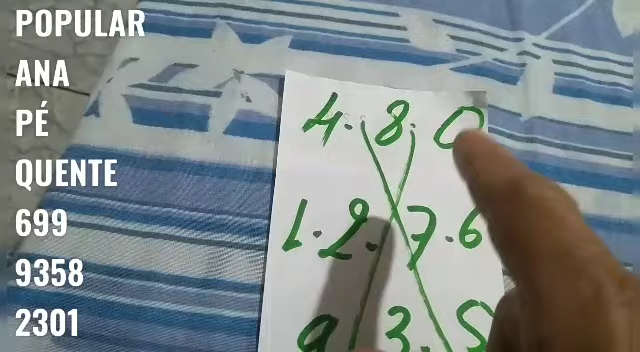 POPULAR
ANA
PÉ
QUENTE
699
9358
2301
4.8.0
1.2.7.6
9 3.5